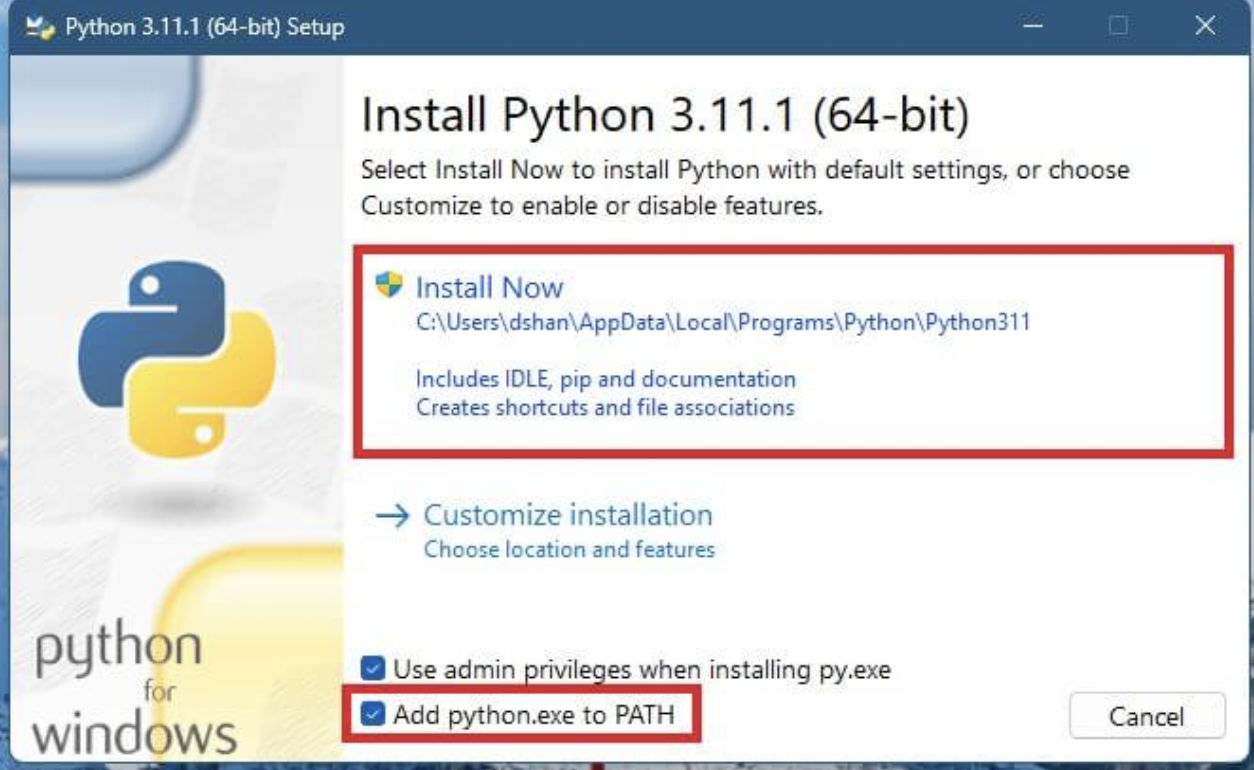 Python 3.11.1 (64-bit) Setup
Install Python 3.11.1 (64-bit)
Select Install Now to install Python with default settings, or choose
Customize to enable or disable features.
Install Now
C:\Users\dshan\AppData\Local\Programs\Python\Python311
Includes IDLE, pip and documentation
Creates shortcuts and file associations
Customize installation
Choose location and features
Use admin privileges when installing py.exe
Add python.exe to PATH
Cancel
python
for
windows